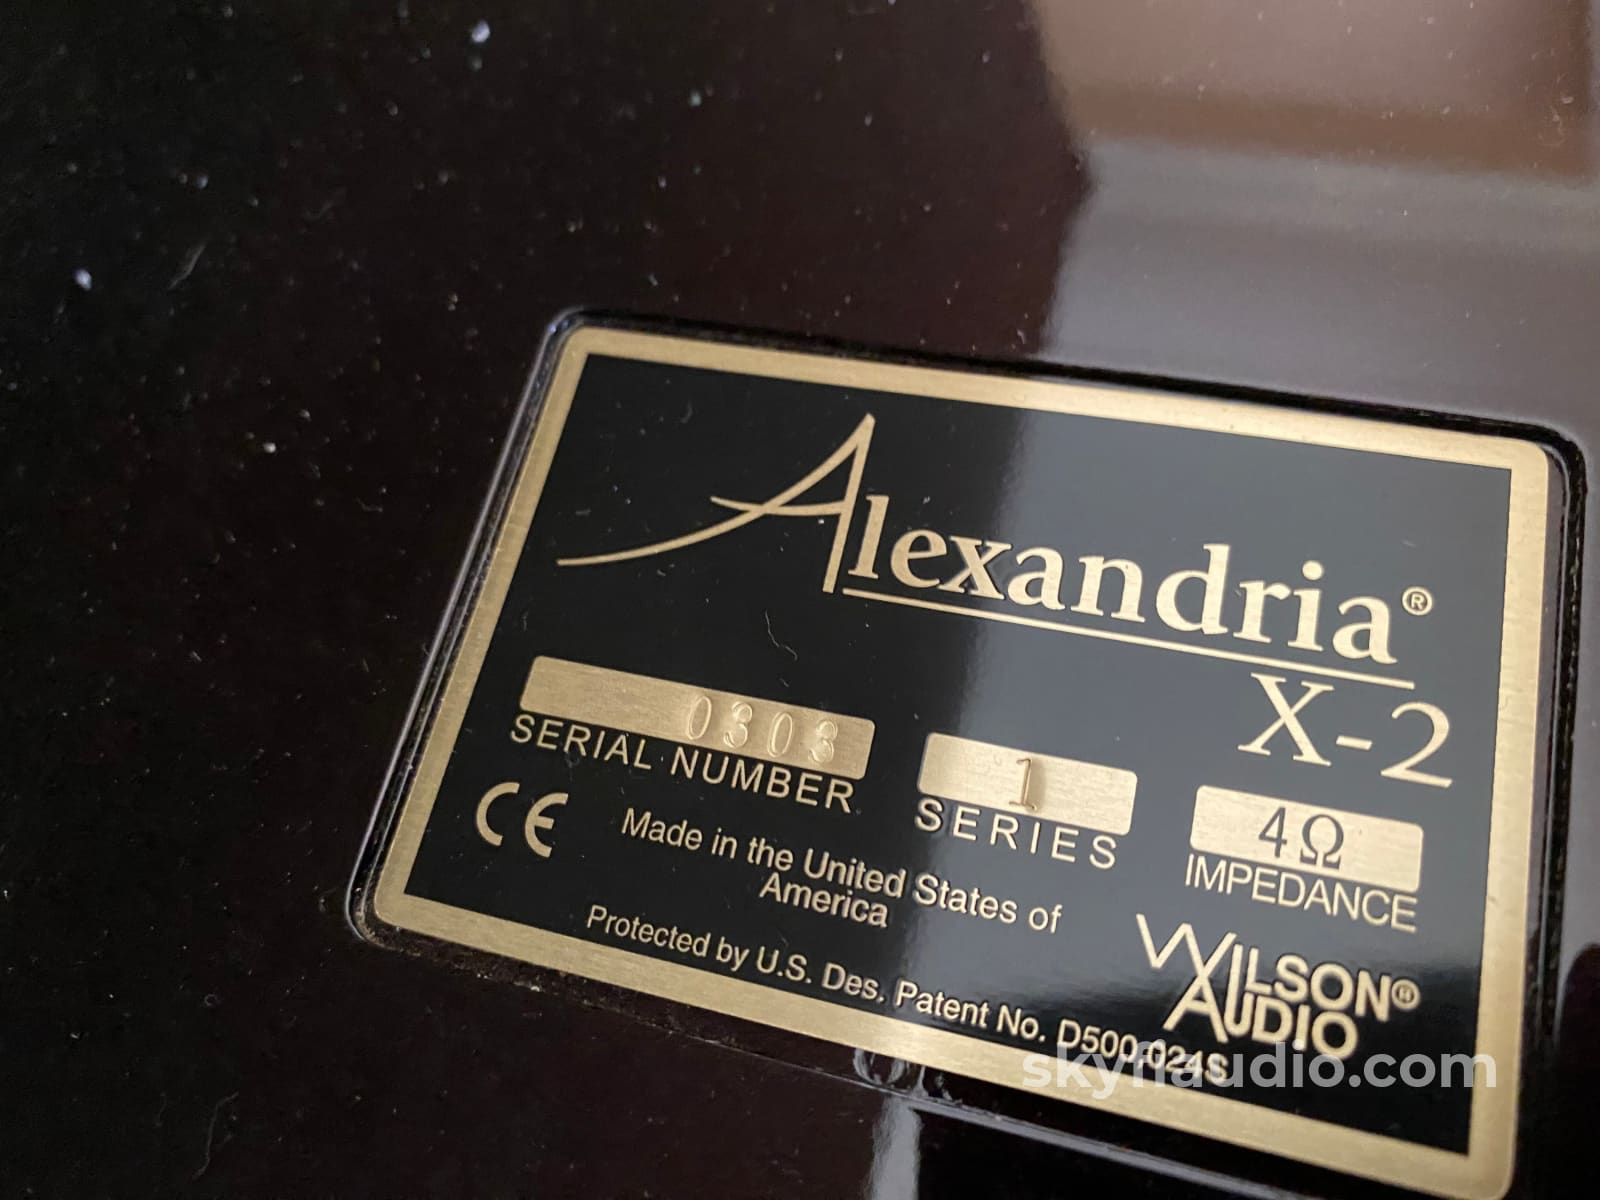 Alexandria®
X-2
0303
SERIAL NUMBER
1
SERIES
4Ω
IMPEDANCE
CE
Made in the United States of
America
Protected by U.S. Des. Patent No. D500,024S
WILSON®
AUDIO
skyfiaudio.com